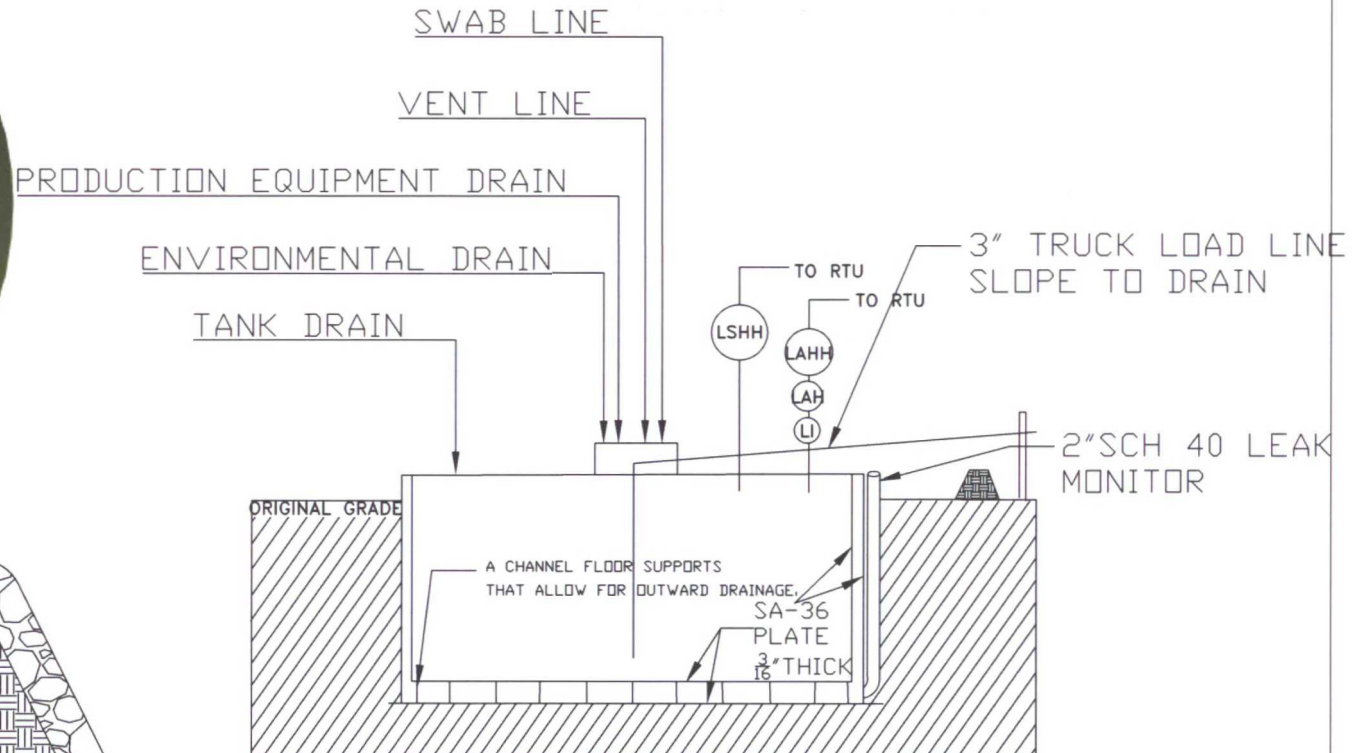 SWAB LINE
VENT LINE
PRODUCTION EQUIPMENT DRAIN
ENVIRONMENTAL DRAIN
TANK DRAIN
TO RTU
TO RTU
3" TRUCK LOAD LINE
SLOPE TO DRAIN
LSHH
LAHH
LAH
LI
2"SCH 40 LEAK
MONITOR
ORIGINAL GRADE
A CHANNEL FLOOR SUPPORTS
THAT ALLOW FOR OUTWARD DRAINAGE,
SA-36
PLATE
3/16" THICK